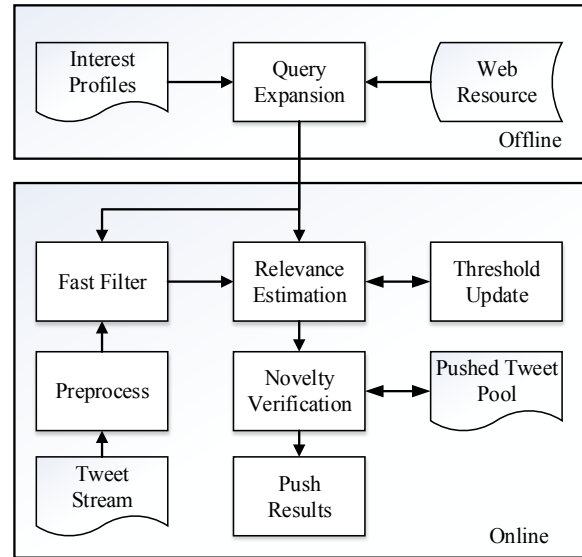 Interest
Profiles
Query
Expansion
Web
Resource
Offline
Fast Filter
Relevance
Estimation
Threshold
Update
Preprocess
Novelty
Verification
Pushed Tweet
Pool
Tweet
Stream
Push
Results
Online